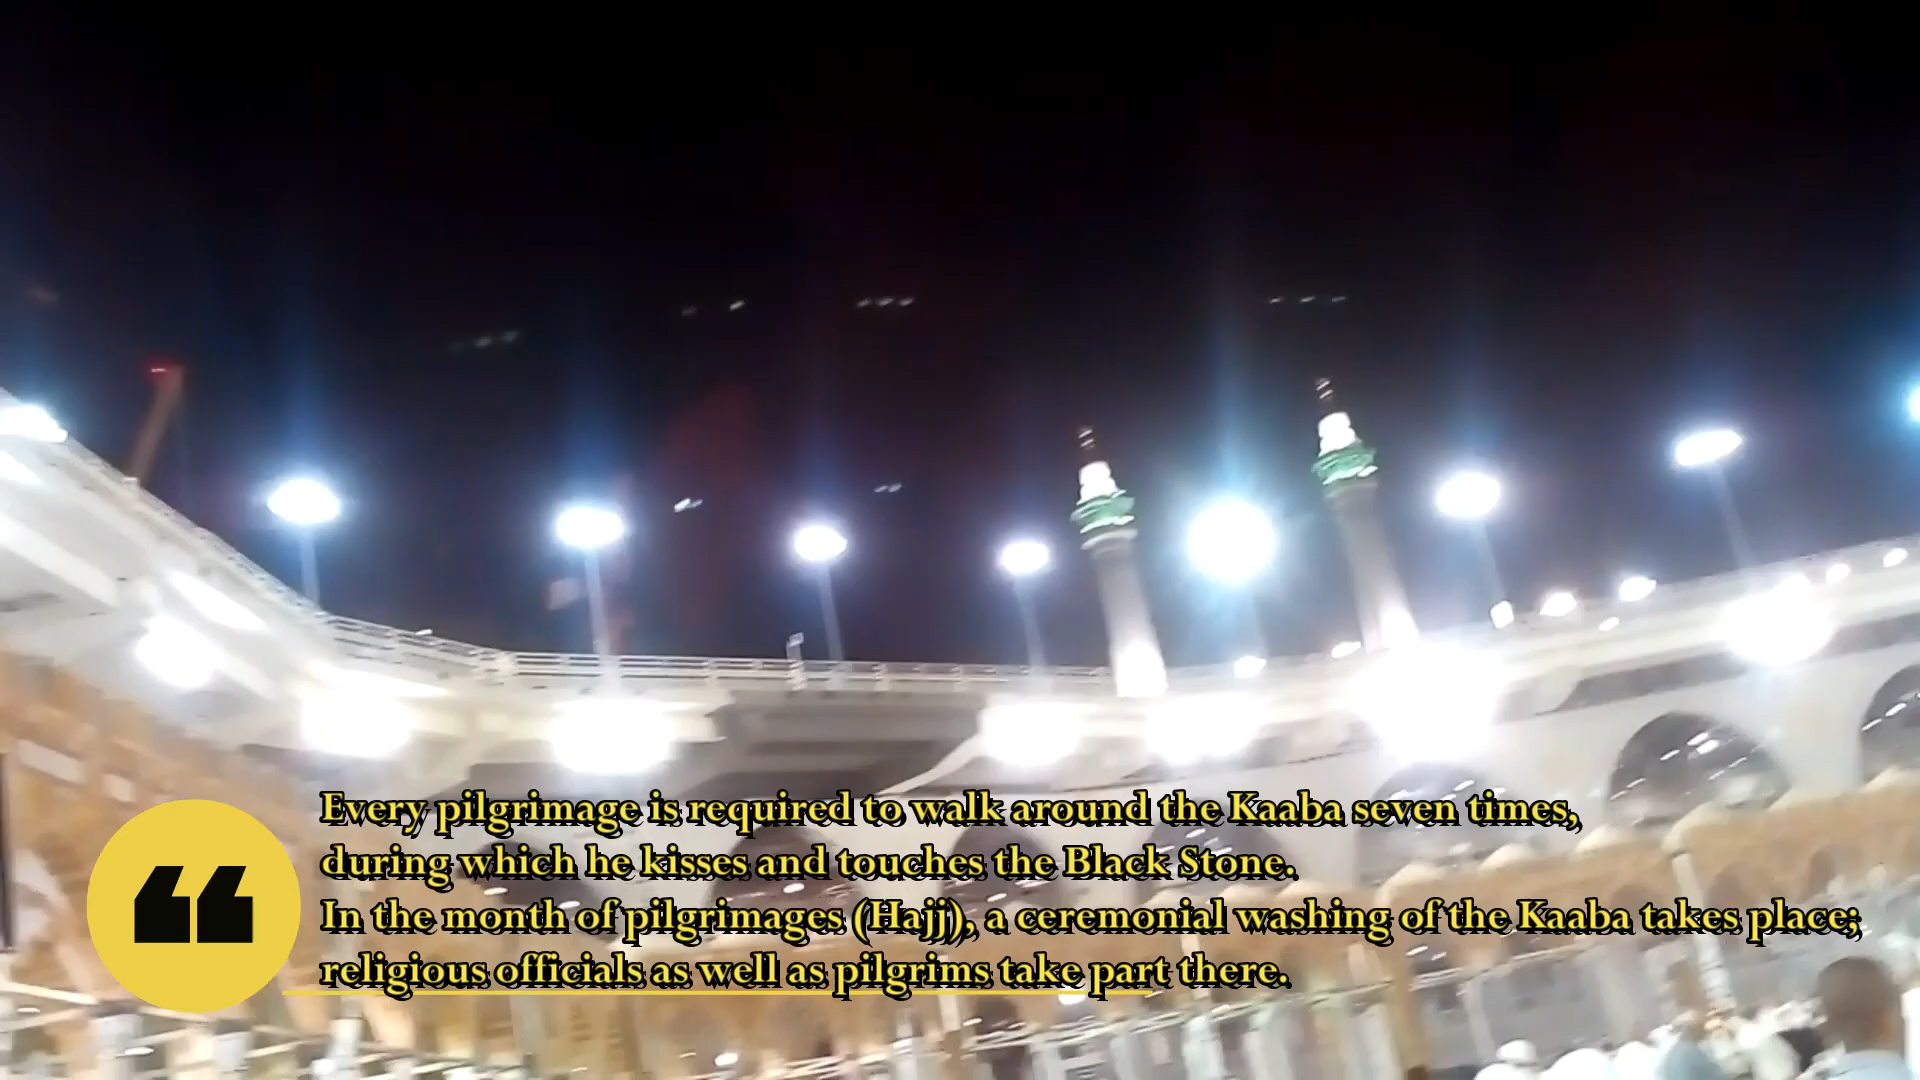 Every pilgrimage is required to walk around the Kaaba seven times,
during which he kisses and touches the Black Stone.
In the month of pilgrimages (Hajj), a ceremonial washing of the Kaaba takes place;
religious officials as well as pilgrims take part there.